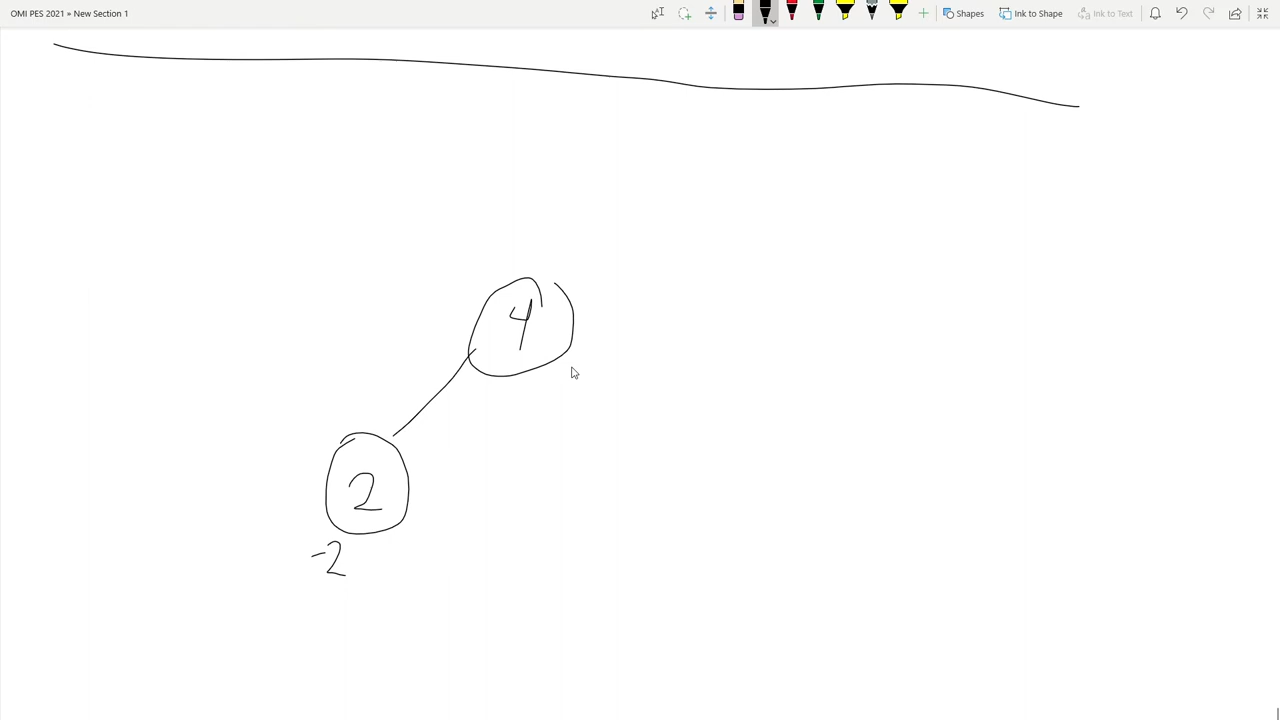 OMI PES 2021 » New Section 1
Shapes
Ink to Shape
Ink to Text
4
2
-2